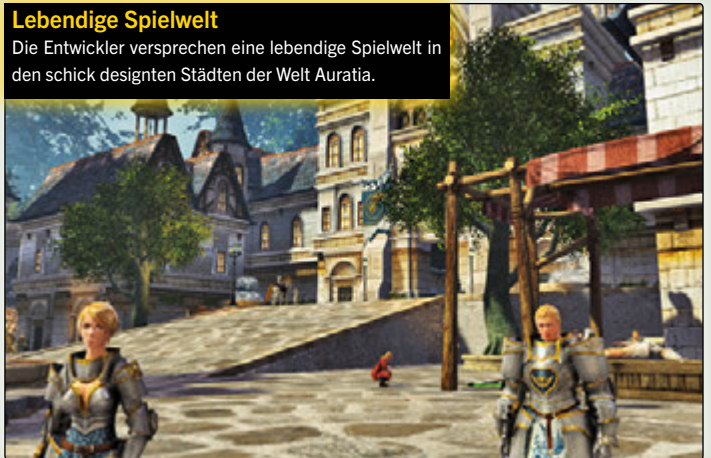 Lebendige Spielwelt
Die Entwickler versprechen eine lebendige Spielwelt in
den schick designten Städten der Welt Auratia.